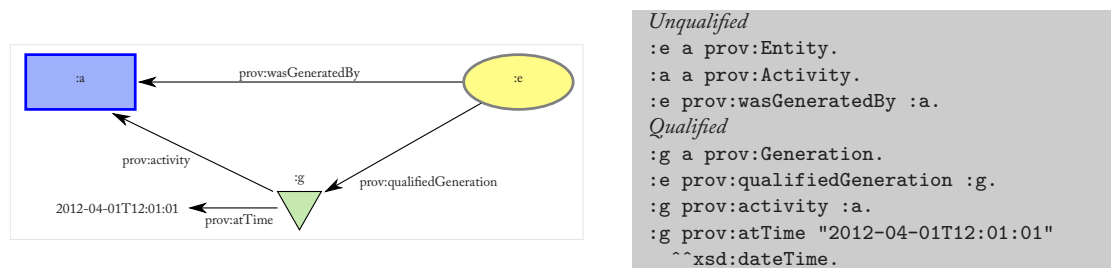 :a
prov:wasGeneratedBy
:e
prov:activity
:g
prov:qualifiedGeneration
2012-04-01T12:01:01
prov:atTime
Unqualified
:e a prov:Entity.
:a a prov:Activity.
:e prov:wasGeneratedBy :a.
Qualified
:g a prov:Generation.
:e prov:qualifiedGeneration :g.
:g prov:activity :a.
:g prov:atTime "2012-04-01T12:01:01"
^^xsd:dateTime.